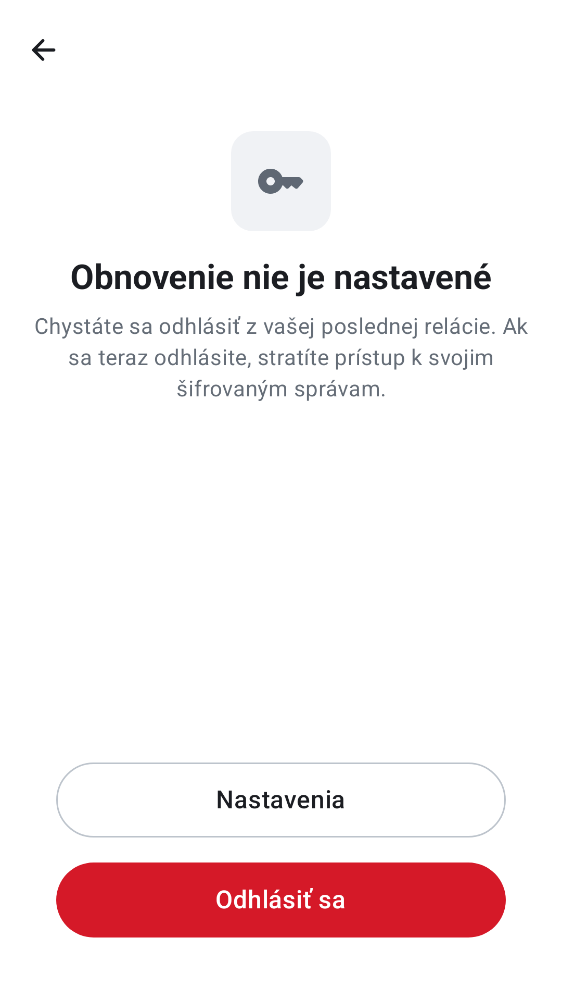 Obnovenie nie je nastavené
Chystáte sa odhlásiť z vašej poslednej relácie. Ak
sa teraz odhlásite, stratíte prístup k svojim
šifrovaným správam.
Nastavenia
Odhlásiť sa